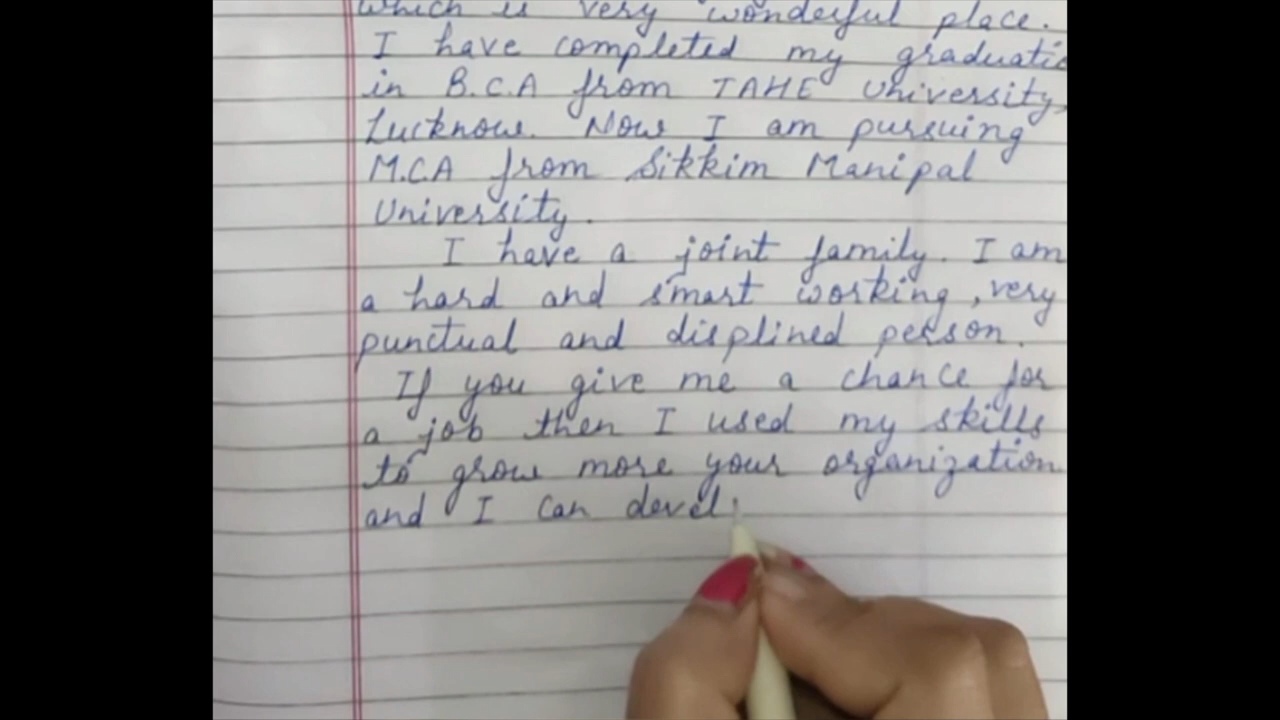 which is very wonderful place.
I have completed my graduatio
in B.C.A from TAHE University,
Lucknow. Now I am pursuing
M.C.A from Sikkim Manipal
University.
I have a joint family. I am
a hard and smart working, very
punctual and displined person.
If you give me a chance for
a job then I used my skills
to grow more your organization
and I can devel